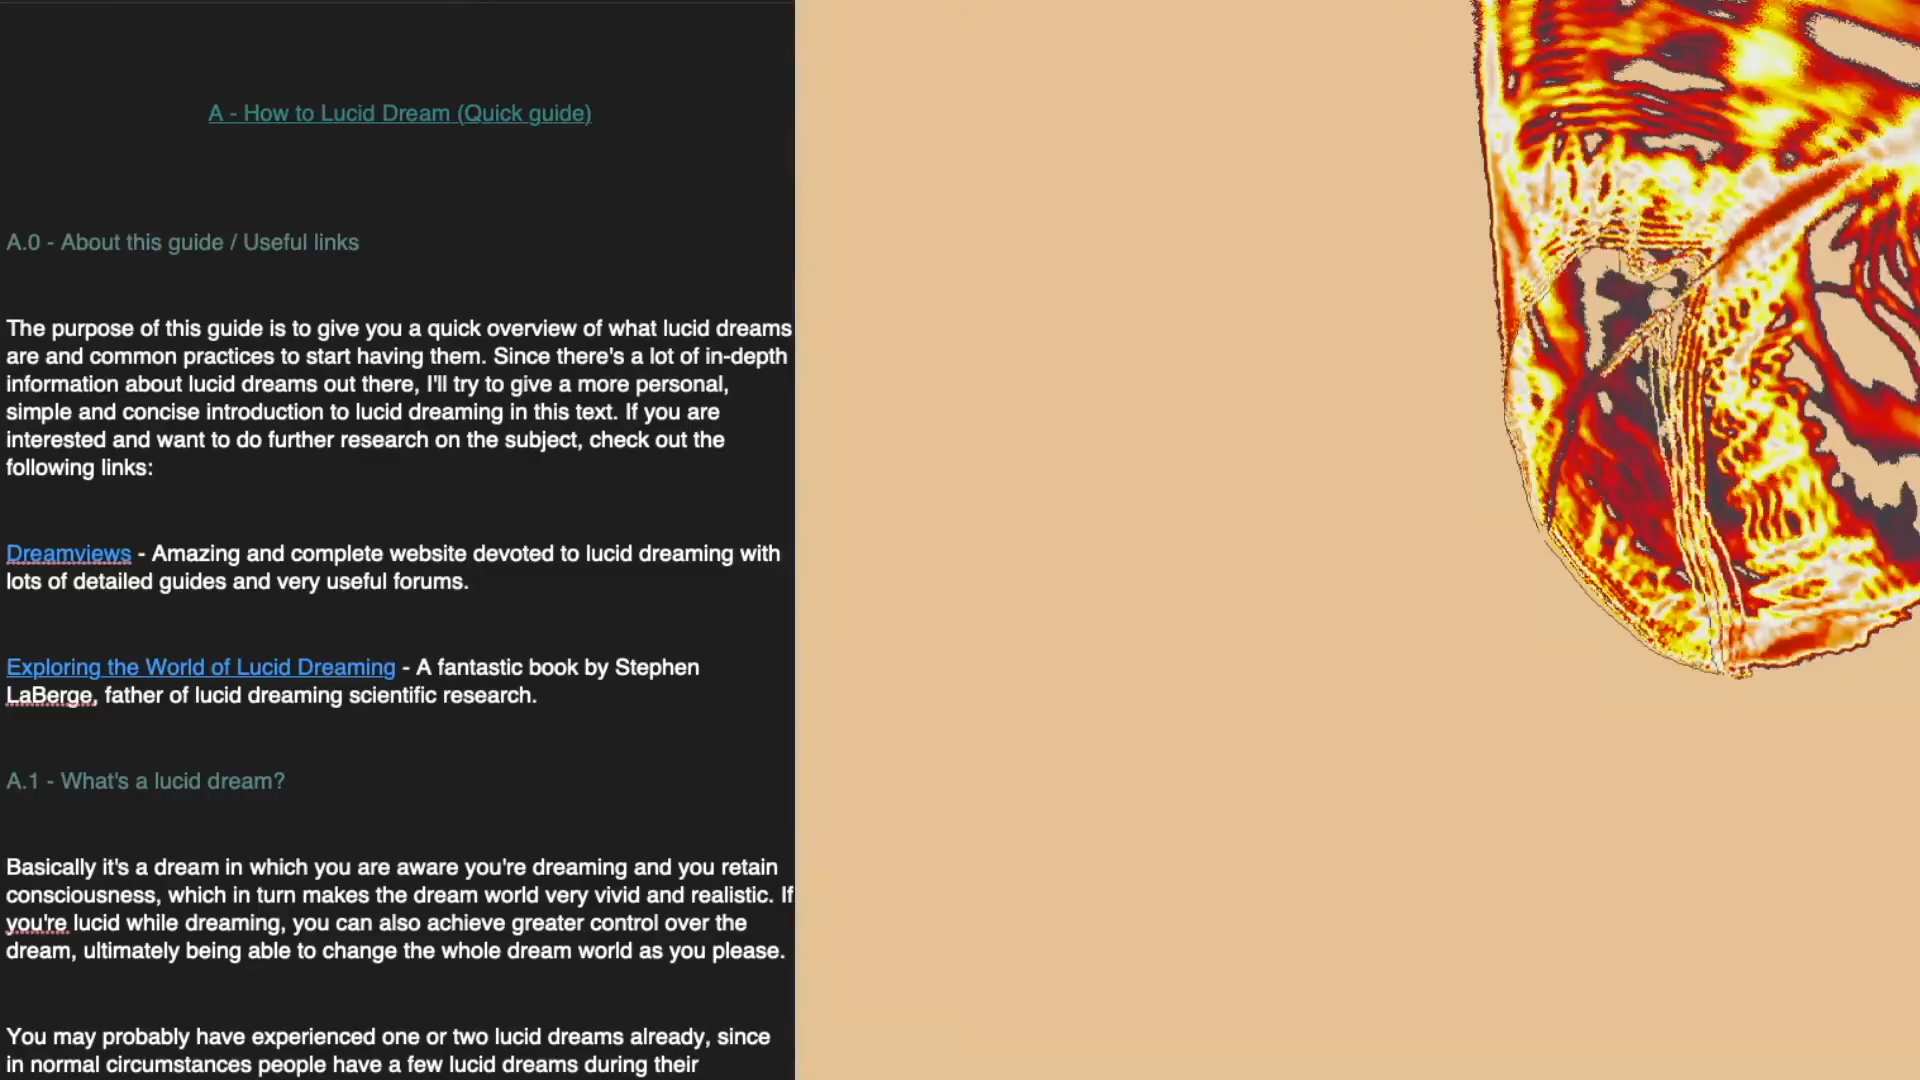 A - How to Lucid Dream (Quick guide)
A.0 - About this guide / Useful links
The purpose of this guide is to give you a quick overview of what lucid dreams
are and common practices to start having them. Since there's a lot of in-depth
information about lucid dreams out there, I'll try to give a more personal,
simple and concise introduction to lucid dreaming in this text. If you are
interested and want to do further research on the subject, check out the
following links:
Dreamviews - Amazing and complete website devoted to lucid dreaming with
lots of detailed guides and very useful forums.
Exploring the World of Lucid Dreaming - A fantastic book by Stephen
LaBerge, father of lucid dreaming scientific research.
A.1 - What's a lucid dream?
Basically it's a dream in which you are aware you're dreaming and you retain
consciousness, which in turn makes the dream world very vivid and realistic. If
you're lucid while dreaming, you can also achieve greater control over the
dream, ultimately being able to change the whole dream world as you please.
You may probably have experienced one or two lucid dreams already, since
in normal circumstances people have a few lucid dreams during their